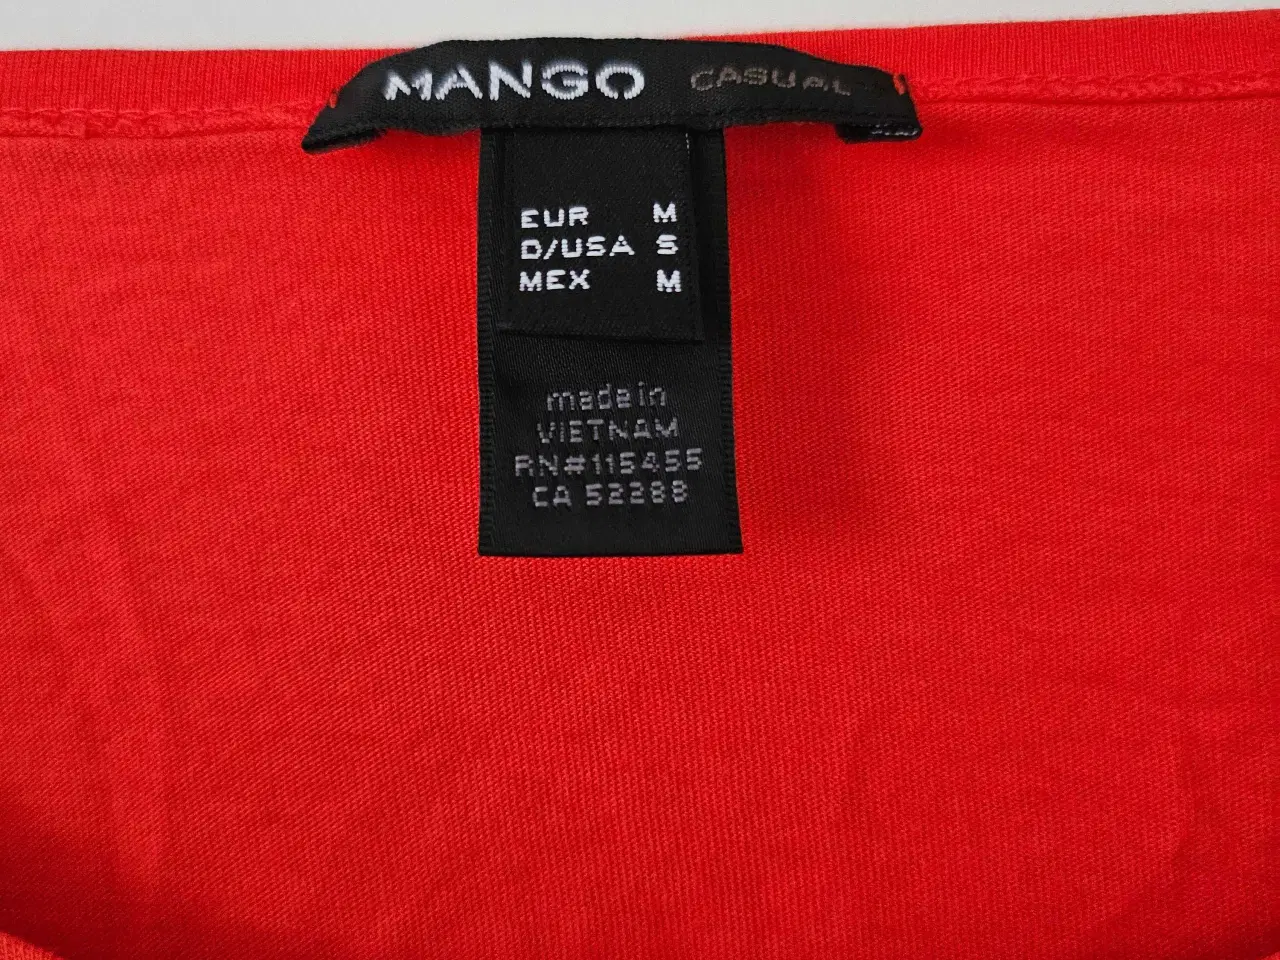 MANGO CASUAL
EUR M
D/USA S
MEX M
made in
VIETNAM
RN#115455
CA 52288